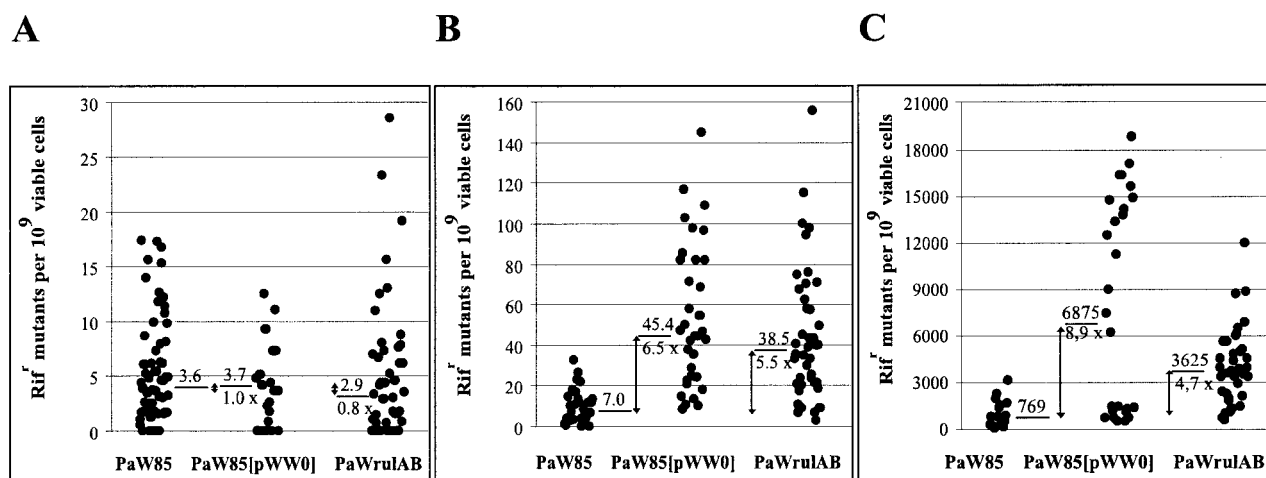 A
B
C
Rif^r mutants per 10^9 viable cells
30
25
20
15
10
5
0
3.6
3.7
1.0 x
2.9
0.8 x
PaW85
PaW85[pWW0]
PaWrulAB
Rif^r mutants per 10^9 viable cells
160
140
120
100
80
60
40
20
0
7.0
45.4
6.5 x
38.5
5.5 x
PaW85
PaW85[pWW0]
PaWrulAB
Rif^r mutants per 10^9 viable cells
21000
18000
15000
12000
9000
6000
3000
0
769
6875
8,9 x
3625
4,7 x
PaW85
PaW85[pWW0]
PaWrulAB